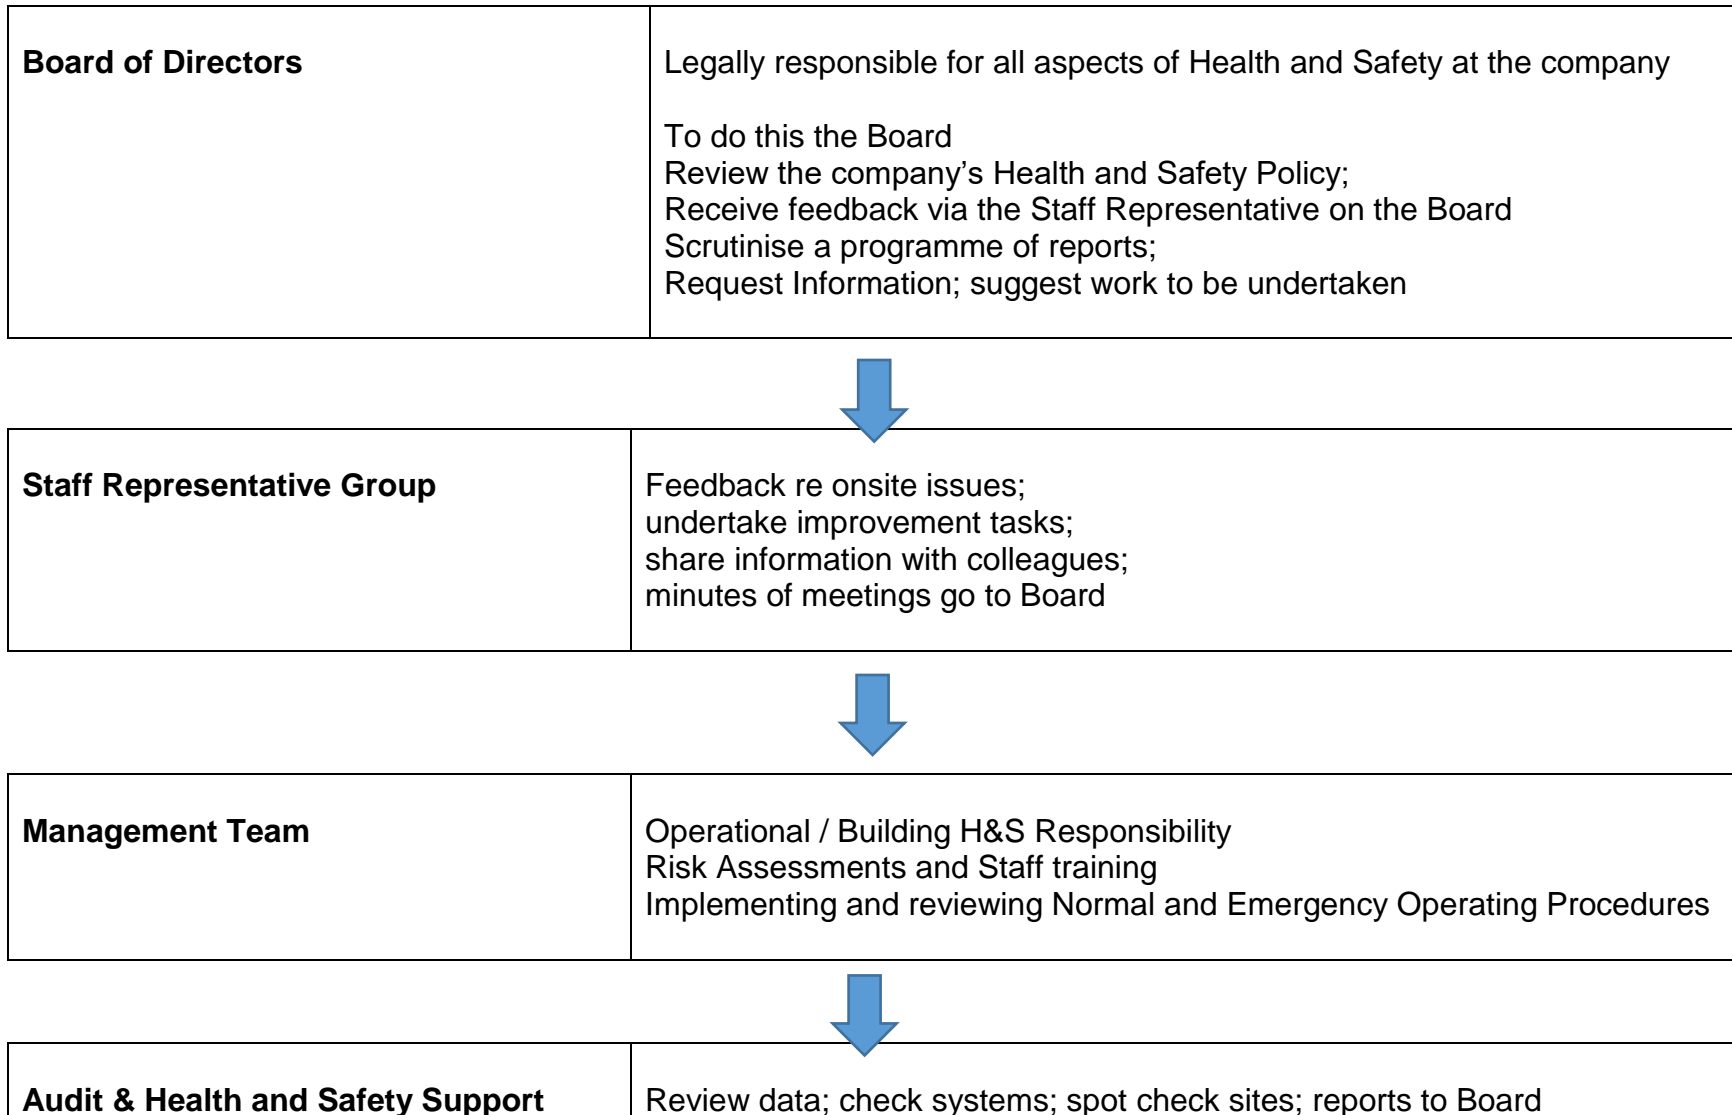 Board of Directors
Legally responsible for all aspects of Health and Safety at the company
To do this the Board
Review the company’s Health and Safety Policy;
Receive feedback via the Staff Representative on the Board
Scrutinise a programme of reports;
Request Information; suggest work to be undertaken
Staff Representative Group
Feedback re onsite issues;
undertake improvement tasks;
share information with colleagues;
minutes of meetings go to Board
Management Team
Operational / Building H&S Responsibility
Risk Assessments and Staff training
Implementing and reviewing Normal and Emergency Operating Procedures
Audit & Health and Safety Support
Review data; check systems; spot check sites; reports to Board